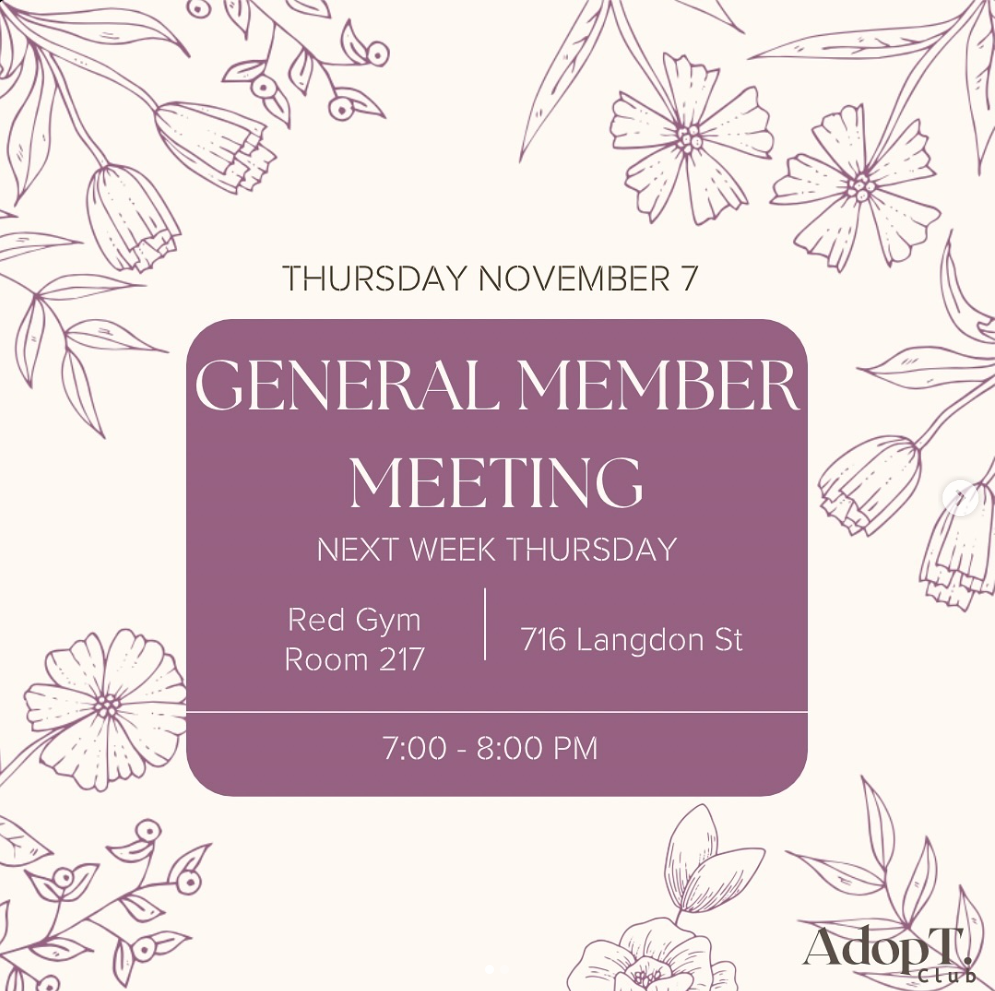 THURSDAY NOVEMBER 7
GENERAL MEMBER
MEETING
NEXT WEEK THURSDAY
Red Gym
Room 217
716 Langdon St
7:00 - 8:00 PM
AdopT.
Club